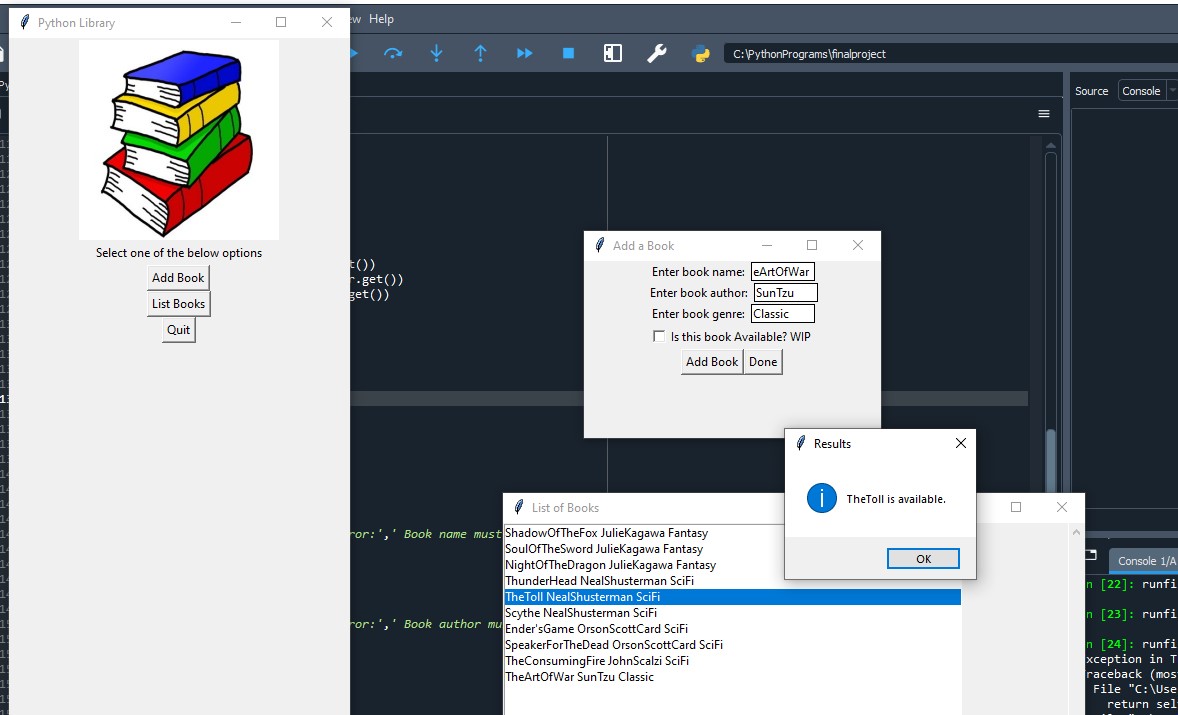 Python Library
ew Help
C:\PythonPrograms\finalproject
Source Console
Select one of the below options
Add Book
List Books
Quit
t())
r.get())
get())
Add a Book
Enter book name: eArtOfWar
Enter book author: SunTzu
Enter book genre: Classic
Is this book Available? WIP
Add Book Done
Results
TheToll is available.
OK
List of Books
ShadowOfTheFox JulieKagawa Fantasy
SoulOfTheSword JulieKagawa Fantasy
NightOfTheDragon JulieKagawa Fantasy
ThunderHead NealShusterman SciFi
TheToll NealShusterman SciFi
Scythe NealShusterman SciFi
Ender'sGame OrsonScottCard SciFi
SpeakerForTheDead OrsonScottCard SciFi
TheConsumingFire JohnScalzi SciFi
TheArtOfWar SunTzu Classic
ror:',' Book name must
ror:',' Book author mu
Console 1/A
n [22]: runfi
n [23]: runfi
n [24]: runfi
xception in T
raceback (mos
File "C:\Use
return sel